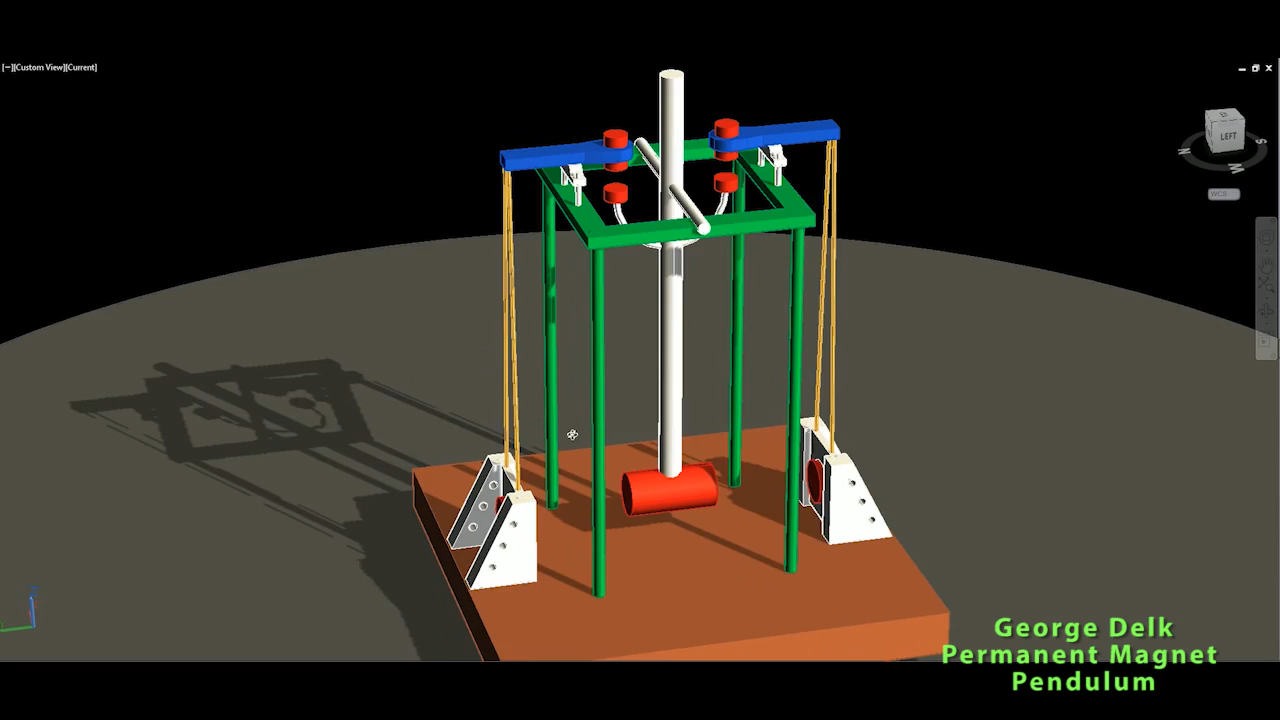 [−][Custom View][Current]
LEFT
N
S
W
WCS
George Delk
Permanent Magnet
Pendulum